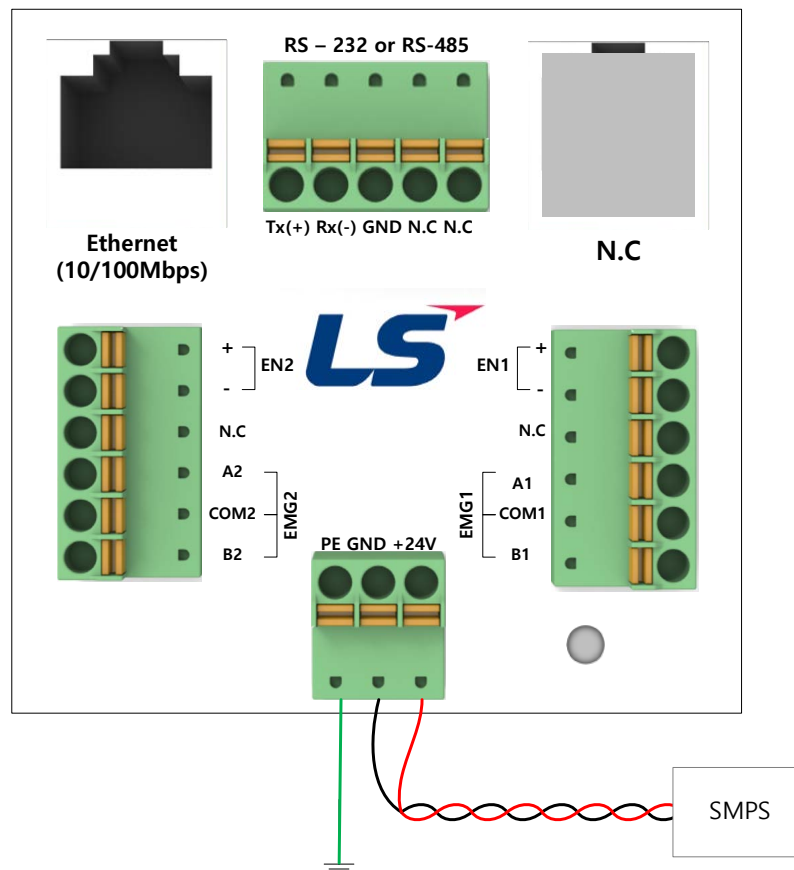 RS – 232 or RS-485
Tx(+) Rx(-) GND N.C N.C
Ethernet
(10/100Mbps)
N.C
LS
+
-
EN2
N.C
A2
COM2
B2
EMG2
EN1
+
-
N.C
A1
COM1
B1
EMG1
PE GND +24V
SMPS